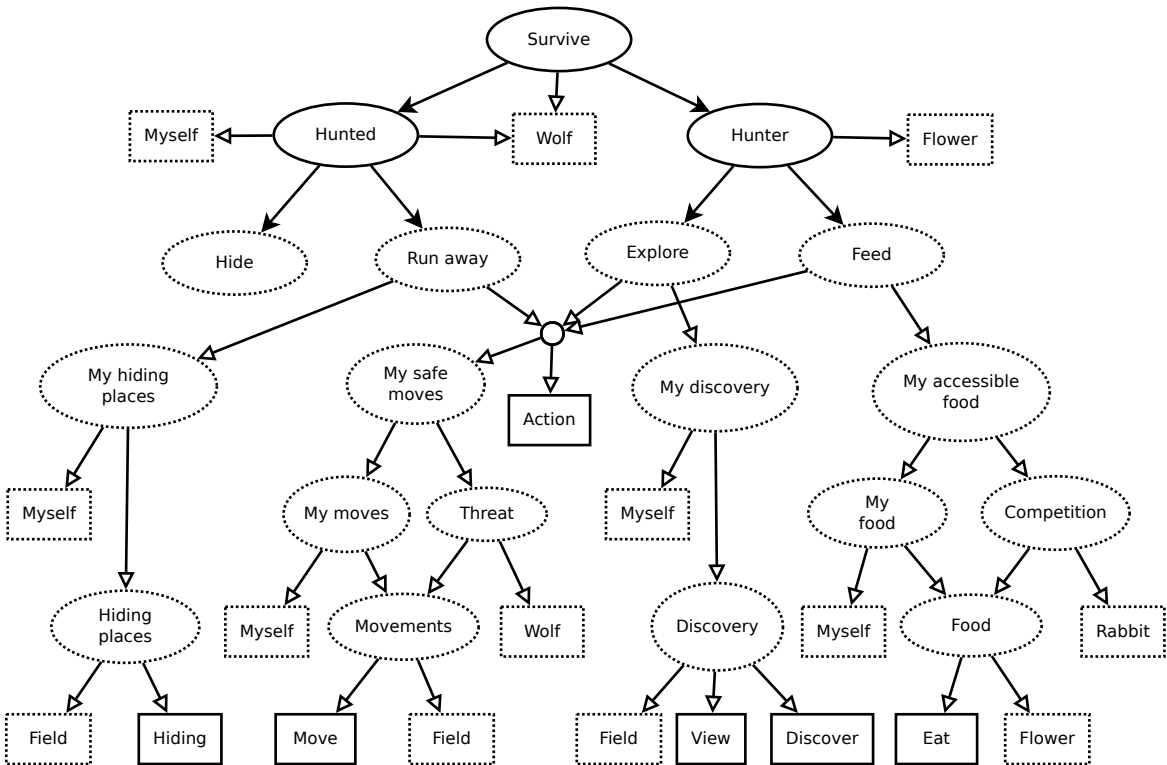 Survive
Myself
Hunted
Wolf
Hunter
Flower
Hide
Run away
Explore
Feed
My hiding
places
My safe
moves
Action
My discovery
My accessible
food
Myself
My moves
Threat
Myself
My
food
Competition
Hiding
places
Myself
Movements
Wolf
Discovery
Myself
Food
Rabbit
Field
Hiding
Move
Field
Field
View
Discover
Eat
Flower